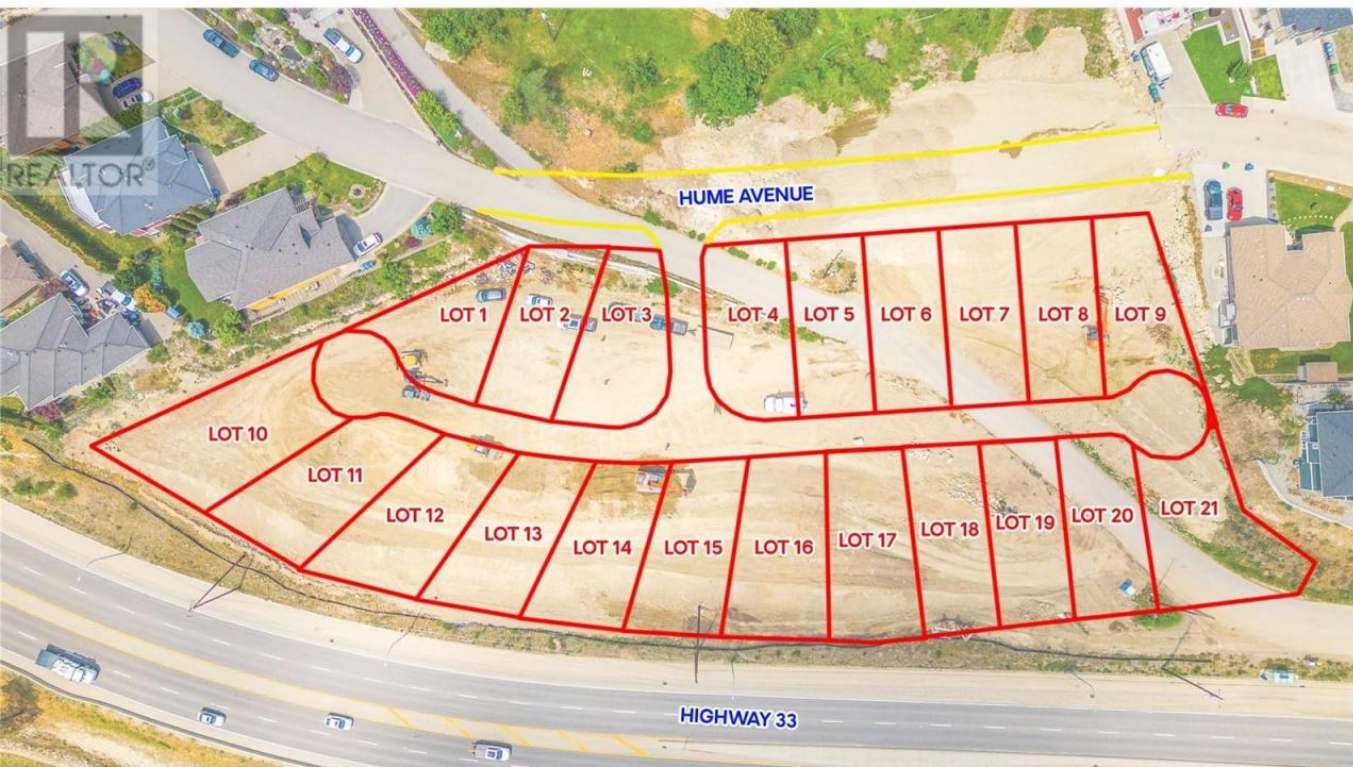 REALTOR®
HUME AVENUE
LOT 1
LOT 2
LOT 3
LOT 4
LOT 5
LOT 6
LOT 7
LOT 8
LOT 9
LOT 10
LOT 11
LOT 12
LOT 13
LOT 14
LOT 15
LOT 16
LOT 17
LOT 18
LOT 19
LOT 20
LOT 21
HIGHWAY 33